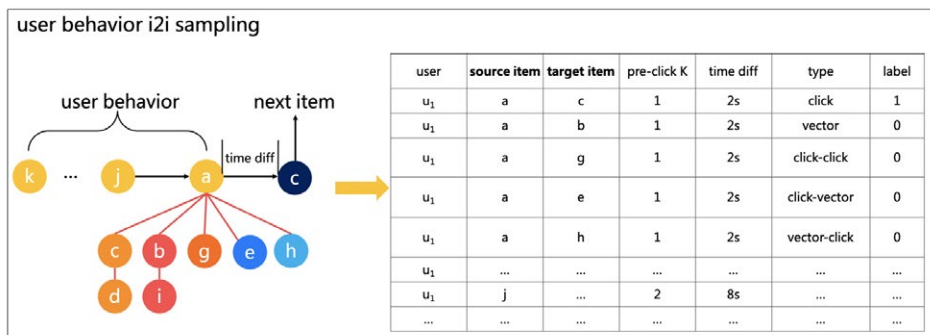 user behavior i2i sampling
user behavior
next item
time diff
k ... j a c
c b g e h
d i
user source item target item pre-click K time diff type label
u₁ a c 1 2s click 1
u₁ a b 1 2s vector 0
u₁ a g 1 2s click-click 0
u₁ a e 1 2s click-vector 0
u₁ a h 1 2s vector-click 0
u₁ ... ... ... ... ... ...
u₁ j ... 2 8s ... ...
... ... ... ... ... ... ...